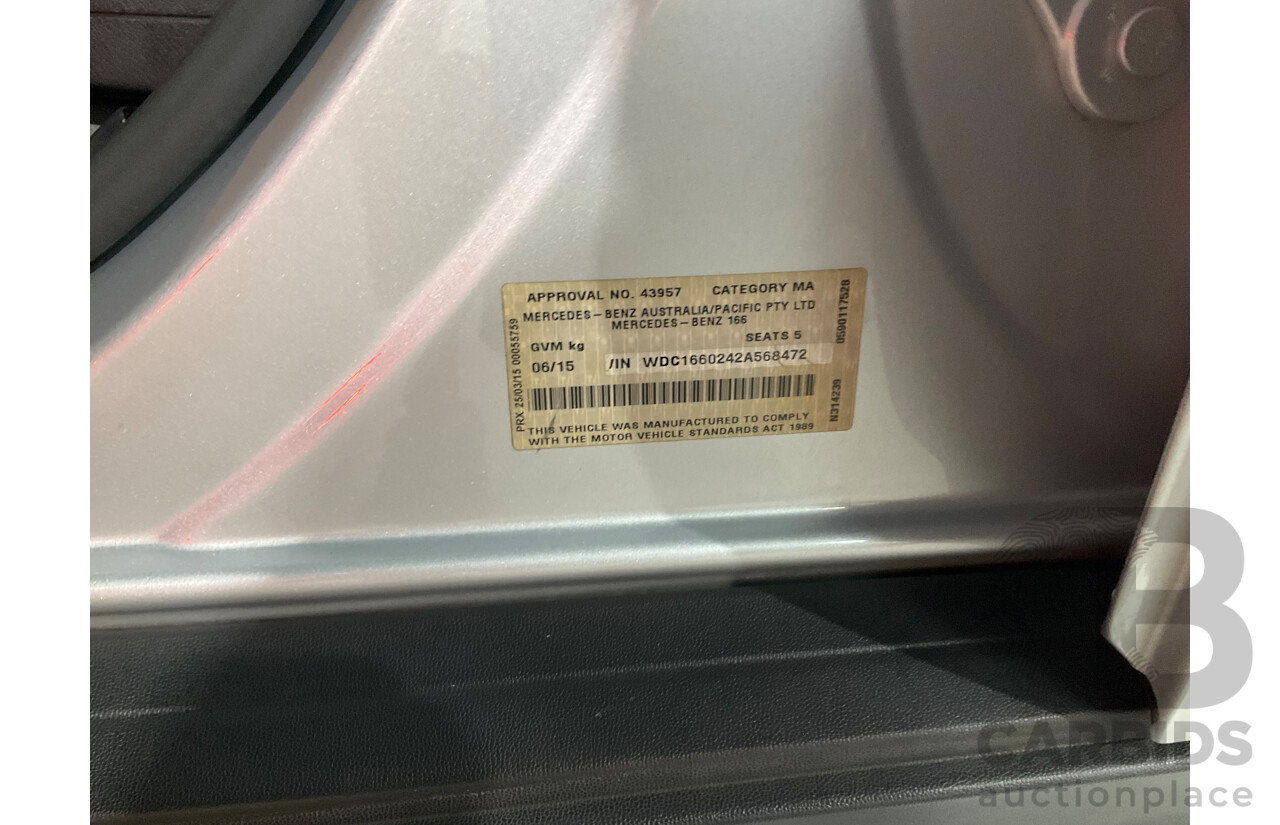 APPROVAL NO. 43957 CATEGORY MA
MERCEDES-BENZ AUSTRALIA/PACIFIC PTY LTD
MERCEDES-BENZ 166
SEATS 5
GVM kg
06/15 /IN WDC1660242A568472
THIS VEHICLE WAS MANUFACTURED TO COMPLY
WITH THE MOTOR VEHICLE STANDARDS ACT 1989
PRX 25/03/15 00055759
0590117528
N314239
B
CARBIDS
auctionplace